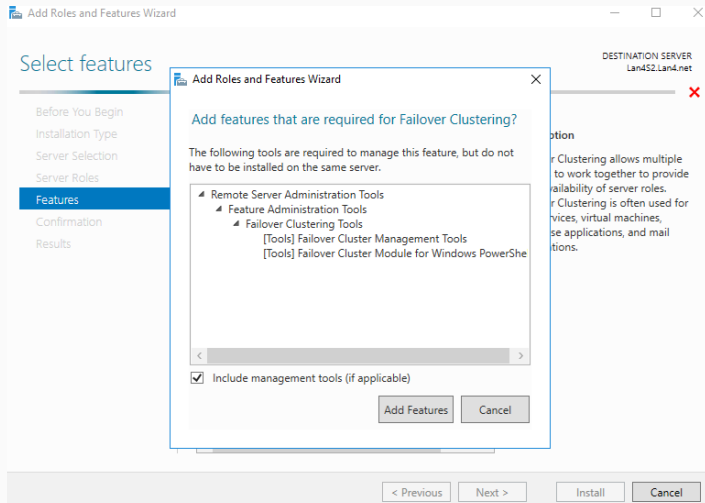 Add Roles and Features Wizard
Select features
DESTINATION SERVER
Lan452.Lan4.net
Before You Begin
Installation Type
Server Selection
Server Roles
Features
Confirmation
Results
Add Roles and Features Wizard
Add features that are required for Failover Clustering?
The following tools are required to manage this feature, but do not
have to be installed on the same server.
Remote Server Administration Tools
Feature Administration Tools
Failover Clustering Tools
[Tools] Failover Cluster Management Tools
[Tools] Failover Cluster Module for Windows PowerShe
Include management tools (if applicable)
Add Features
Cancel
ption
r Clustering allows multiple
to work together to provide
vailability of server roles.
r Clustering is often used for
rvices, virtual machines,
se applications, and mail
tions.
< Previous
Next >
Install
Cancel